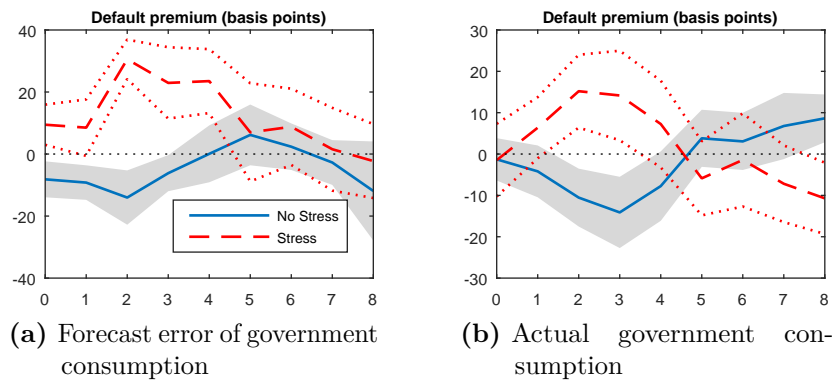 Default premium (basis points)
40
20
0
-20
-40
0 1 2 3 4 5 6 7 8
No Stress
Stress
(a) Forecast error of government
consumption
Default premium (basis points)
30
20
10
0
-10
-20
-30
0 1 2 3 4 5 6 7 8
(b) Actual government con-
sumption